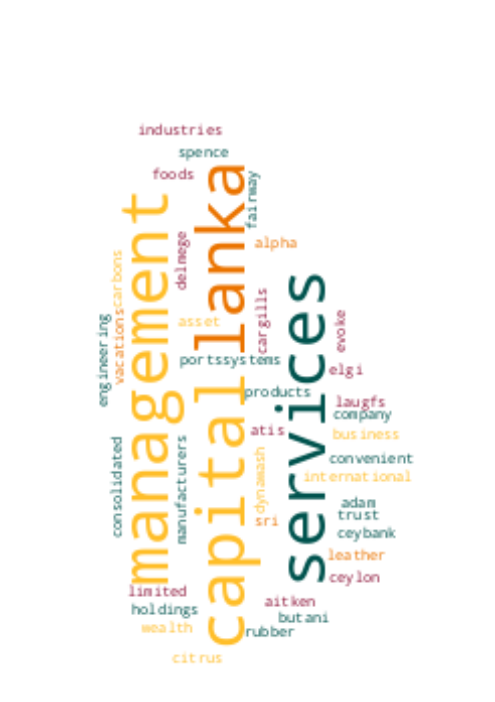 industries
spence
foods
fairway
lanka
management
delmege
alpha
carbons
vacations
engineering
asset
cargills
evoke
services
portssystems
elgi
products
capital
laugfs
company
atis
business
consolidated
manufacturers
dynawash
convenient
international
sri
adam
trust
ceybank
leather
ceylon
limited
holdings
aitken
butani
wealth
rubber
citrus